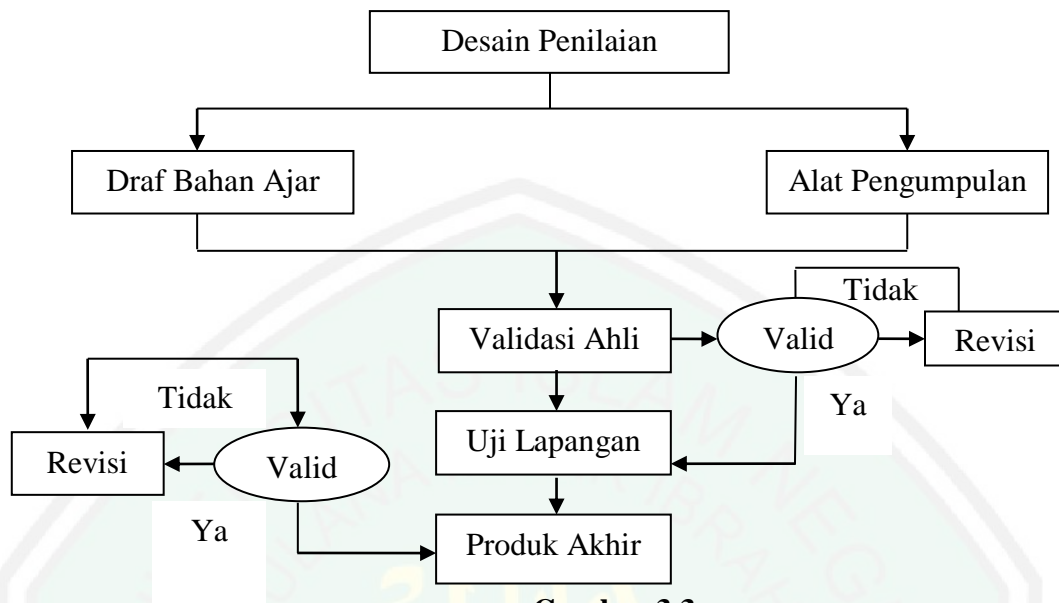 Desain Penilaian
Draf Bahan Ajar
Alat Pengumpulan
Tidak
Validasi Ahli
Valid
Revisi
Tidak
Ya
Uji Lapangan
Revisi
Valid
Ya
Produk Akhir